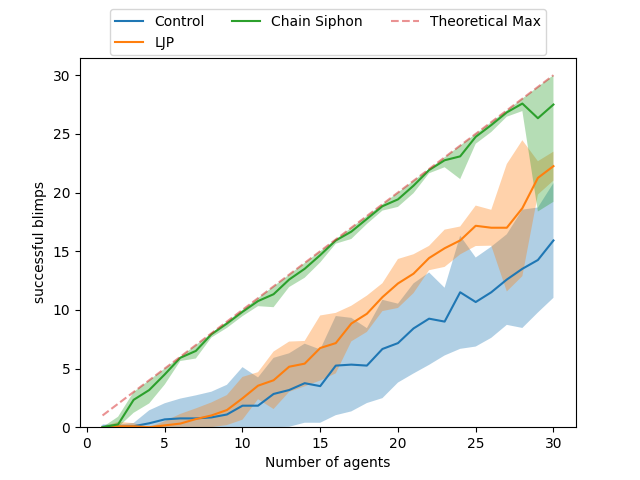 Control
LJP
Chain Siphon
Theoretical Max
successful blimps
30
25
20
15
10
5
0
0 5 10 15 20 25 30
Number of agents